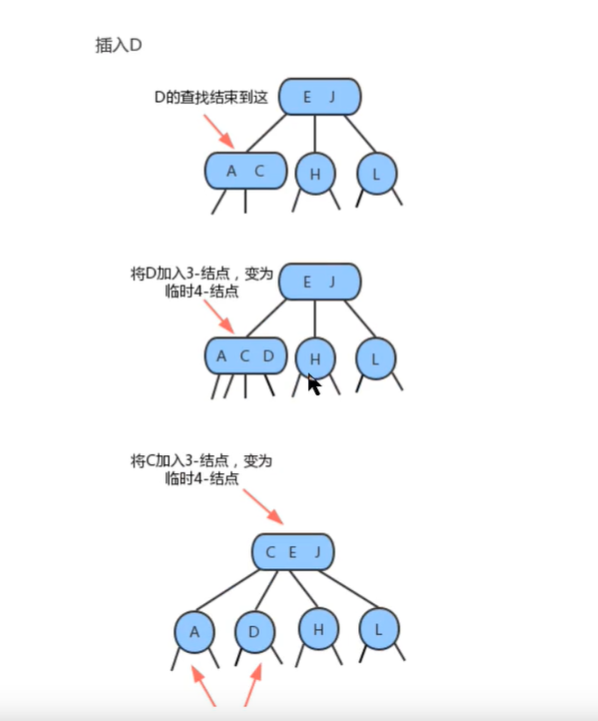 插入D
D的查找结束到这
E J
A C
H
L
将D加入3-结点，变为
临时4-结点
E J
A C D
H
L
将C加入3-结点，变为
临时4-结点
C E J
A
D
H
L